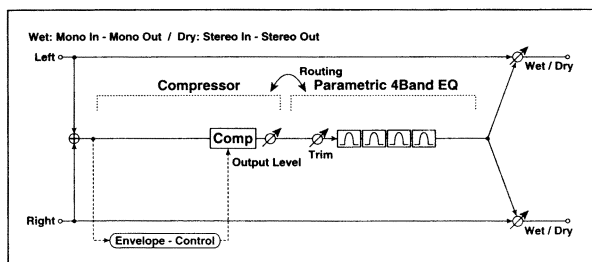 Wet: Mono In - Mono Out / Dry: Stereo In - Stereo Out
Left
Wet / Dry
Routing
Compressor
Parametric 4Band EQ
Comp
Output Level
Trim
Right
Wet / Dry
Envelope - Control